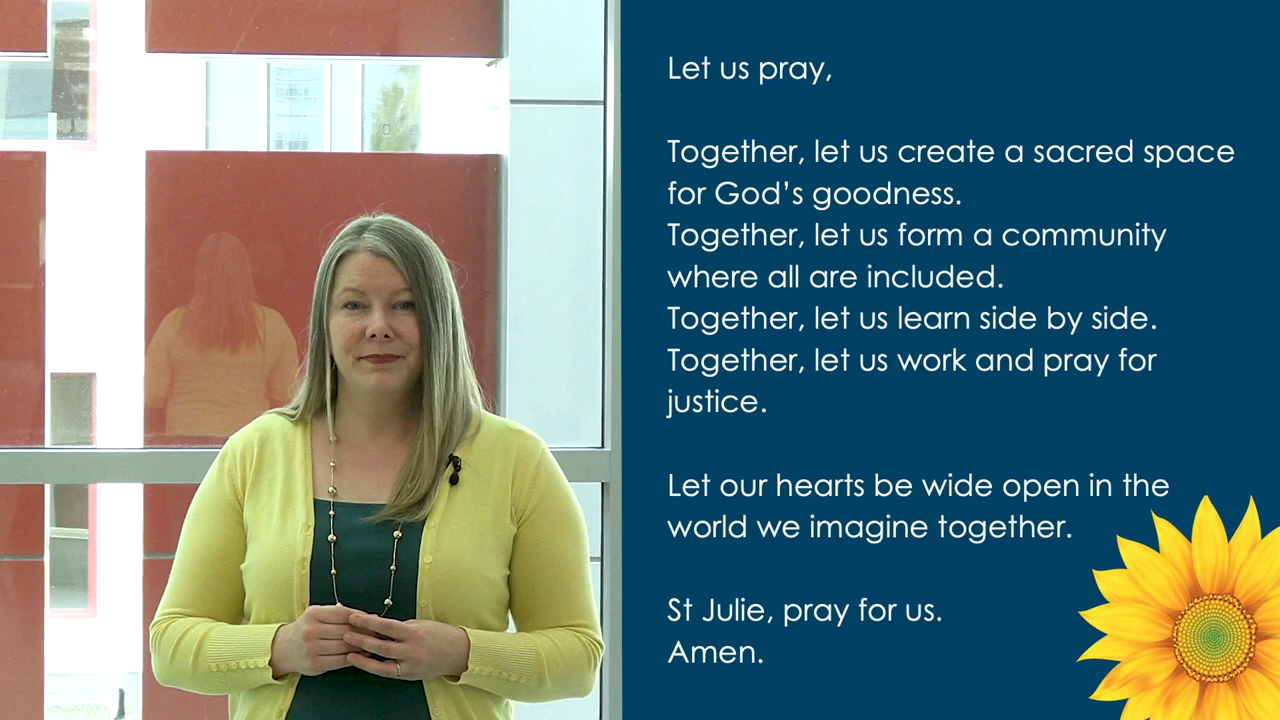 Let us pray,
Together, let us create a sacred space
for God’s goodness.
Together, let us form a community
where all are included.
Together, let us learn side by side.
Together, let us work and pray for
justice.
Let our hearts be wide open in the
world we imagine together.
St Julie, pray for us.
Amen.